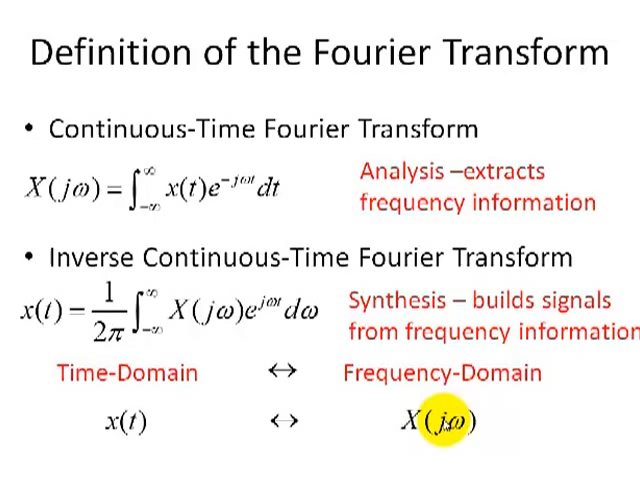 Definition of the Fourier Transform
• Continuous-Time Fourier Transform
X(jω) = ∫_{-∞}^{∞} x(t)e^{-jωt} dt
Analysis –extracts
frequency information
• Inverse Continuous-Time Fourier Transform
x(t) = \frac{1}{2π} ∫_{-∞}^{∞} X(jω)e^{jωt} dω
Synthesis – builds signals
from frequency information
Time-Domain ↔ Frequency-Domain
x(t) ↔ X(jω)